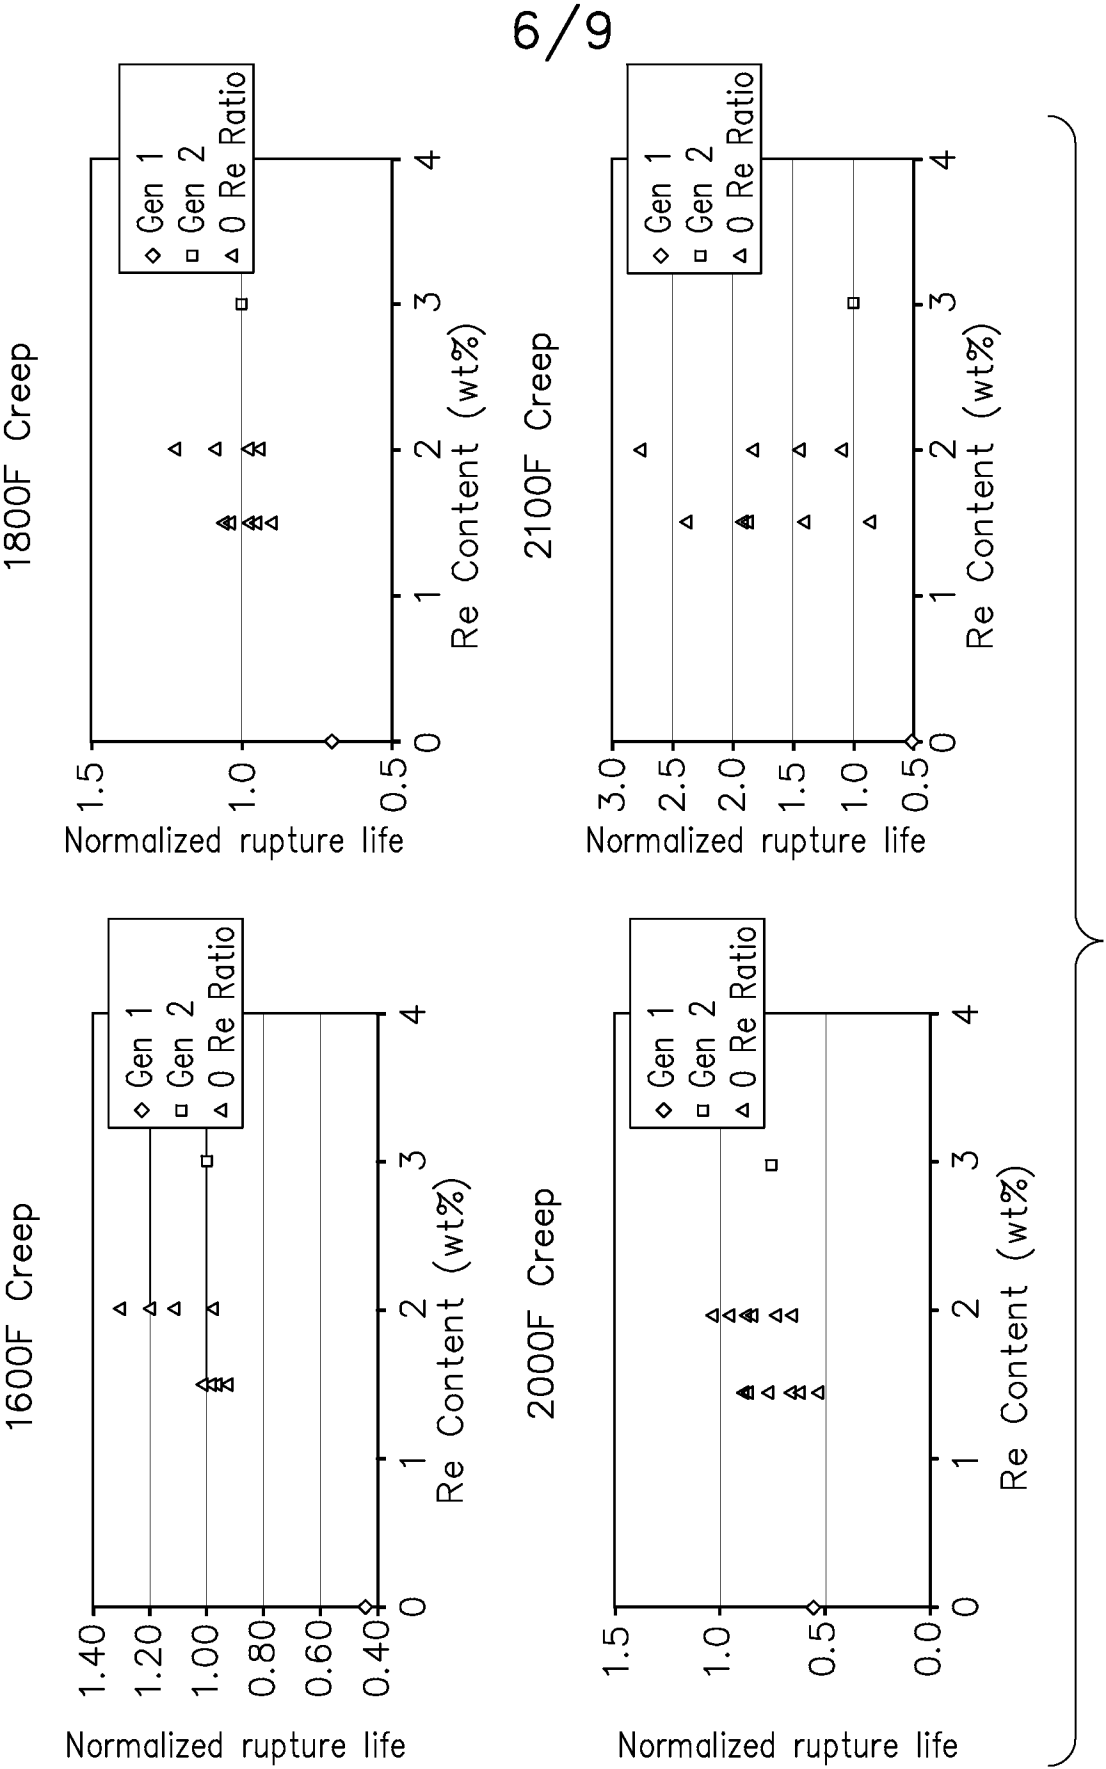 6/9
1600F Creep
Normalized rupture life
1.40
1.20
1.00
0.80
0.60
0.40
0
1
2
3
4
Re Content (wt%)
Gen 1
Gen 2
0 Re Ratio
1800F Creep
Normalized rupture life
1.5
1.0
0.5
0
1
2
3
4
Re Content (wt%)
Gen 1
Gen 2
0 Re Ratio
2000F Creep
Normalized rupture life
1.5
1.0
0.5
0.0
0
1
2
3
4
Re Content (wt%)
Gen 1
Gen 2
0 Re Ratio
2100F Creep
Normalized rupture life
3.0
2.5
2.0
1.5
1.0
0.5
0
1
2
3
4
Re Content (wt%)
Gen 1
Gen 2
0 Re Ratio